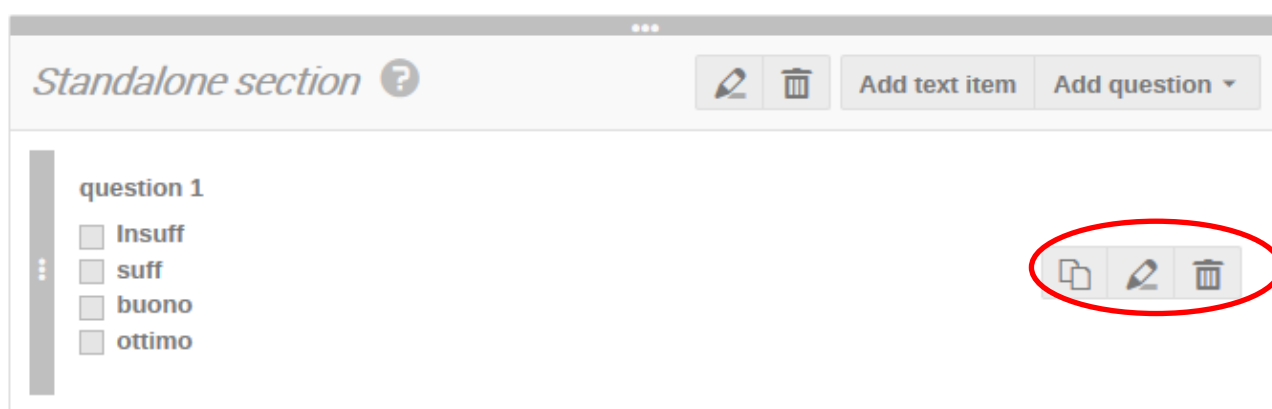 Standalone section ?
Add text item
Add question
question 1
Insuff
suff
buono
ottimo